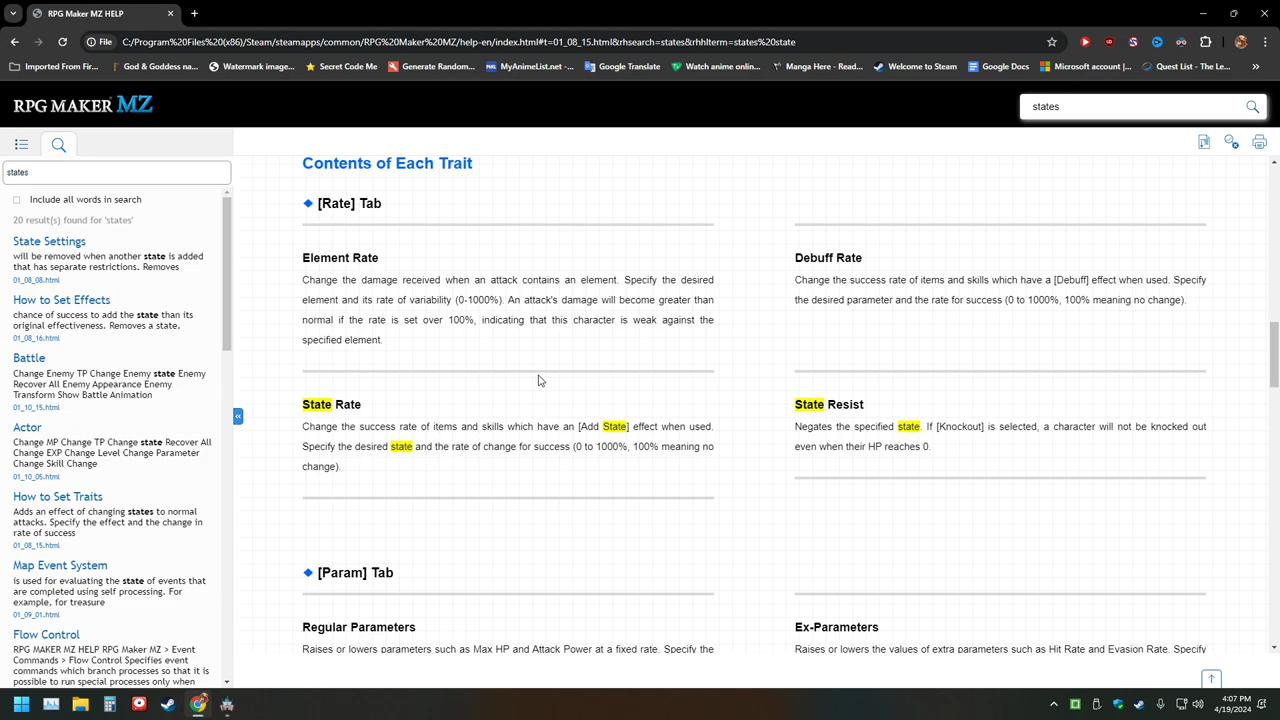 RPG MAKER MZ HELP
File
C:/Program%20Files%20(x86)/Steam/steamapps/common/RPG%20Maker%20MZ/help-en/index.html#t=01_08_15.html&rhsearch=states&rhhlterm=states%20state
Imported From Fir...
God & Goddess na...
Watermark image...
Secret Code Me
Generate Random...
MyAnimeList.net -...
Google Translate
Watch anime onlin...
Manga Here - Read...
Welcome to Steam
Google Docs
Microsoft account |...
Quest List - The Le...
RPG MAKER MZ
states
states
Include all words in search
20 result(s) found for 'states'
State Settings
will be removed when another state is added
that has separate restrictions. Removes
01_08_08.html
How to Set Effects
chance of success to add the state than its
original effectiveness. Removes a state.
01_08_16.html
Battle
Change Enemy TP Change Enemy state Enemy
Recover All Enemy Appearance Enemy
Transform Show Battle Animation
01_10_15.html
Actor
Change MP Change TP Change state Recover All
Change EXP Change Level Change Parameter
Change Skill Change
01_10_05.html
How to Set Traits
Adds an effect of changing states to normal
attacks. Specify the effect and the change in
rate of success
01_08_15.html
Map Event System
is used for evaluating the state of events that
are completed using self processing. For
example, for treasure
01_09_01.html
Flow Control
RPG MAKER MZ HELP RPG Maker MZ > Event
Commands > Flow Control Specifies event
commands which branch processes so that it is
possible to run special processes only when
Contents of Each Trait
[Rate] Tab
Element Rate
Change the damage received when an attack contains an element. Specify the desired
element and its rate of variability (0-1000%). An attack's damage will become greater than
normal if the rate is set over 100%, indicating that this character is weak against the
specified element.
Debuff Rate
Change the success rate of items and skills which have a [Debuff] effect when used. Specify
the desired parameter and the rate for success (0 to 1000%, 100% meaning no change).
State Rate
Change the success rate of items and skills which have an [Add State] effect when used.
Specify the desired state and the rate of change for success (0 to 1000%, 100% meaning no
change).
State Resist
Negates the specified state. If [Knockout] is selected, a character will not be knocked out
even when their HP reaches 0.
[Param] Tab
Regular Parameters
Raises or lowers parameters such as Max HP and Attack Power at a fixed rate. Specify the
Ex-Parameters
Raises or lowers the values of extra parameters such as Hit Rate and Evasion Rate. Specify
4:07 PM
4/19/2024